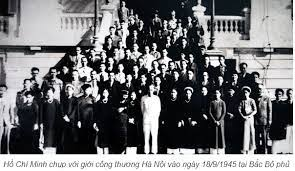 Hồ Chí Minh chụp với giới công thương Hà Nội vào ngày 18/9/1945 tại Bắc Bộ phủ